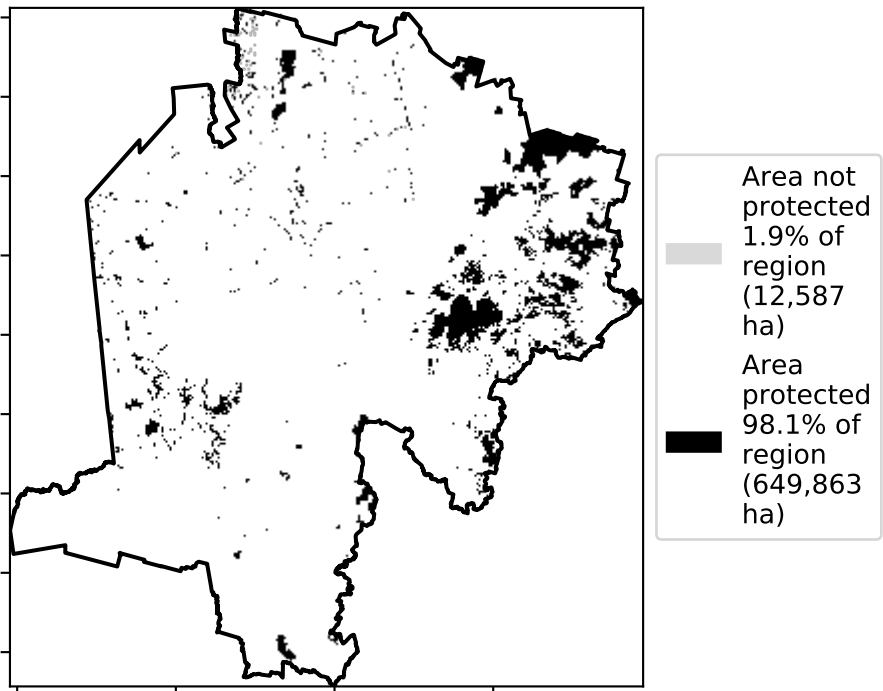 Area not
protected
1.9% of
region
(12,587
ha)
Area
protected
98.1% of
region
(649,863
ha)